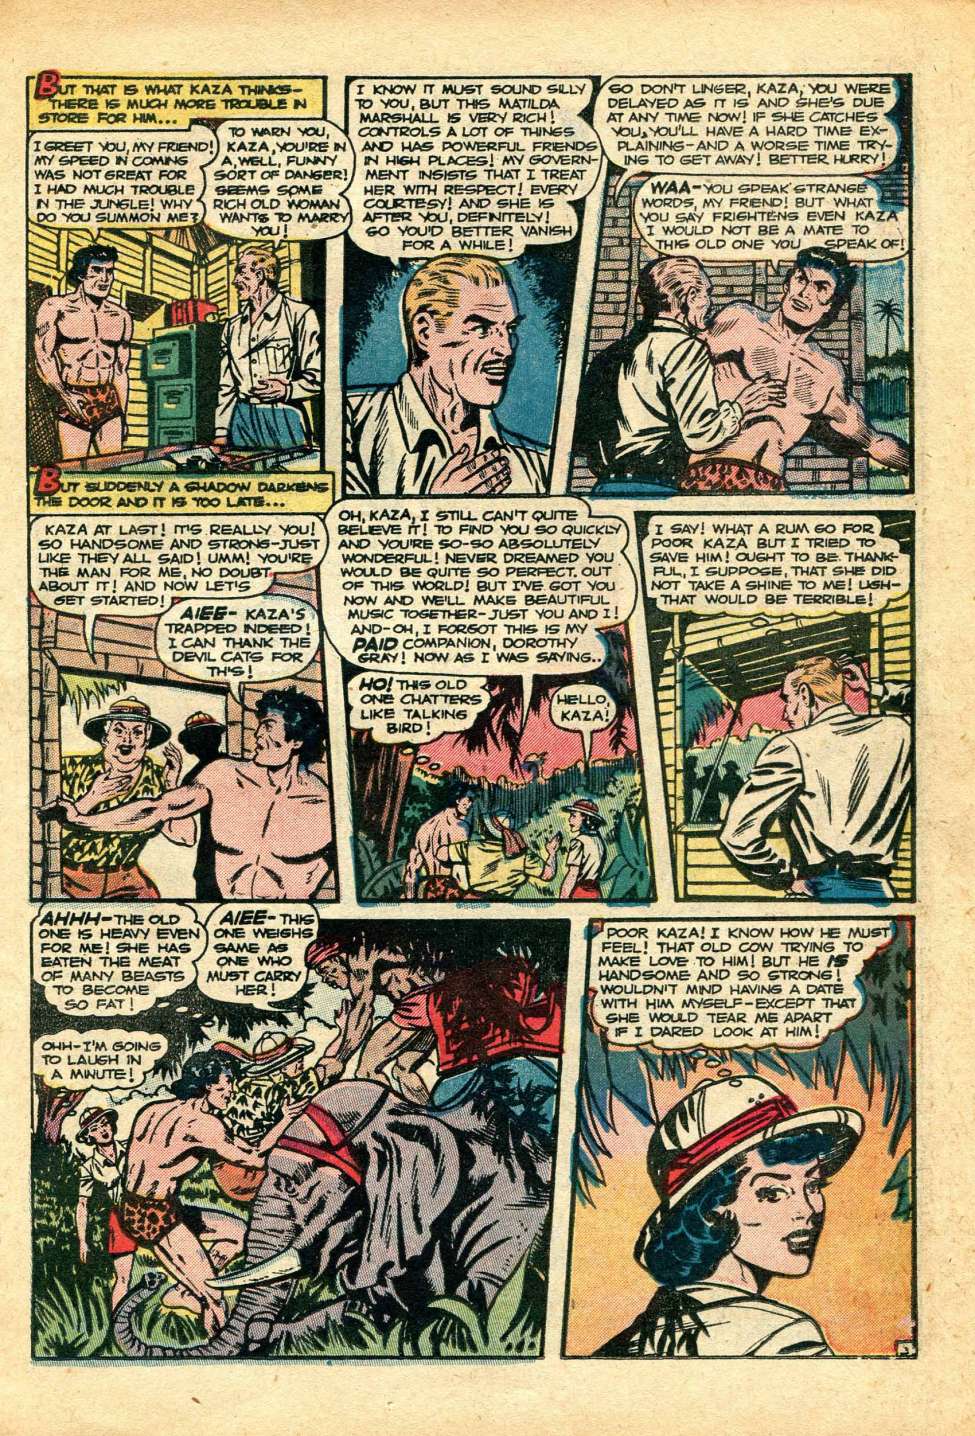 BUT THAT IS WHAT KAZA THINKS-
THERE IS MUCH MORE TROUBLE IN
STORE FOR HIM...
I GREET YOU, MY FRIEND!
MY SPEED IN COMING
WAS NOT GREAT FOR
I HAD MUCH TROUBLE
IN THE JUNGLE! WHY
DO YOU SUMMON ME?
TO WARN YOU,
KAZA, YOU'RE IN
A, WELL, FUNNY
SORT OF DANGER!
SEEMS SOME
RICH OLD WOMAN
WANTS TO MARRY
YOU!
I KNOW IT MUST SOUND SILLY
TO YOU, BUT THIS MATILDA
MARSHALL IS VERY RICH!
CONTROLS A LOT OF THINGS
AND HAS POWERFUL FRIENDS
IN HIGH PLACES! MY GOVERN-
MENT INSISTS THAT I TREAT
HER WITH RESPECT! EVERY
COURTESY! AND SHE IS
AFTER YOU, DEFINITELY!
SO YOU'D BETTER VANISH
FOR A WHILE!
SO DON'T LINGER, KAZA, YOU WERE
DELAYED AS IT IS AND SHE'S DUE
AT ANY TIME NOW! IF SHE CATCHES
YOU, YOU'LL HAVE A HARD TIME EX-
PLAINING-AND A WORSE TIME TRY-
ING TO GET AWAY! BETTER HURRY!
WAA-YOU SPEAK STRANGE
WORDS, MY FRIEND! BUT WHAT
YOU SAY FRIGHTENS EVEN KAZA
I WOULD NOT BE A MATE TO
THIS OLD ONE YOU SPEAK OF!
BUT SUDDENLY A SHADOW DARKENS
THE DOOR AND IT IS TOO LATE...
KAZA AT LAST! IT'S REALLY YOU!
SO HANDSOME AND STRONG-JUST
LIKE THEY ALL SAID! UMM! YOU'RE
THE MAN FOR ME, NO DOUBT
ABOUT IT! AND NOW LET'S
GET STARTED!
AIEE- KAZA'S
TRAPPED INDEED!
I CAN THANK THE
DEVIL CATS FOR
TH'S!
OH, KAZA, I STILL CAN'T QUITE
BELIEVE IT! TO FIND YOU SO QUICKLY
AND YOU'RE SO-SO ABSOLUTELY
WONDERFUL! NEVER DREAMED YOU
WOULD BE QUITE SO PERFECT, OUT
OF THIS WORLD! BUT I'VE GOT YOU
NOW AND WE'LL MAKE BEAUTIFUL
MUSIC TOGETHER-JUST YOU AND I!
AND-OH, I FORGOT THIS IS MY
PAID COMPANION, DOROTHY
GRAY! NOW AS I WAS SAYING..
HO! THIS OLD
ONE CHATTERS
LIKE TALKING
BIRD!
HELLO,
KAZA!
I SAY! WHAT A RUM GO FOR
POOR KAZA BUT I TRIED TO
SAVE HIM! OUGHT TO BE THANK-
FUL, I SUPPOSE, THAT SHE DID
NOT TAKE A SHINE TO ME! UGH-
THAT WOULD BE TERRIBLE!
AHHH-THE OLD
ONE IS HEAVY EVEN
FOR ME! SHE HAS
EATEN THE MEAT
OF MANY BEASTS
TO BECOME
SO FAT!
AIEE-THIS
ONE WEIGHS
SAME AS
ONE WHO
MUST CARRY
HER!
OHH-I'M GOING
TO LAUGH IN
A MINUTE!
POOR KAZA! I KNOW HOW HE MUST
FEEL! THAT OLD COW TRYING TO
MAKE LOVE TO HIM! BUT HE IS
HANDSOME AND SO STRONG!
WOULDN'T MIND HAVING A DATE
WITH HIM MYSELF-EXCEPT THAT
SHE WOULD TEAR ME APART
IF I DARED LOOK AT HIM!
3